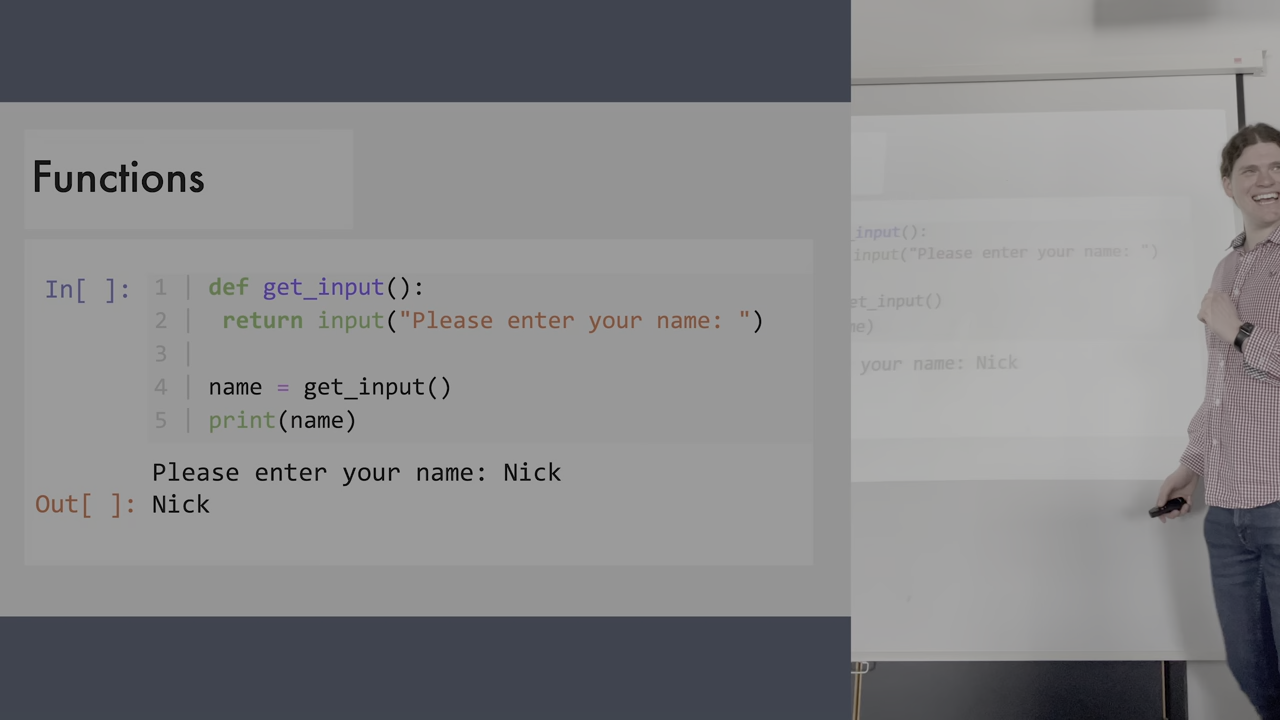 Functions
In[ ]: 1 | def get_input():
2 | return input("Please enter your name: ")
3 |
4 | name = get_input()
5 | print(name)
Please enter your name: Nick
Out[ ]: Nick
_input():
input("Please enter your name: ")
et_input()
me)
your name: Nick